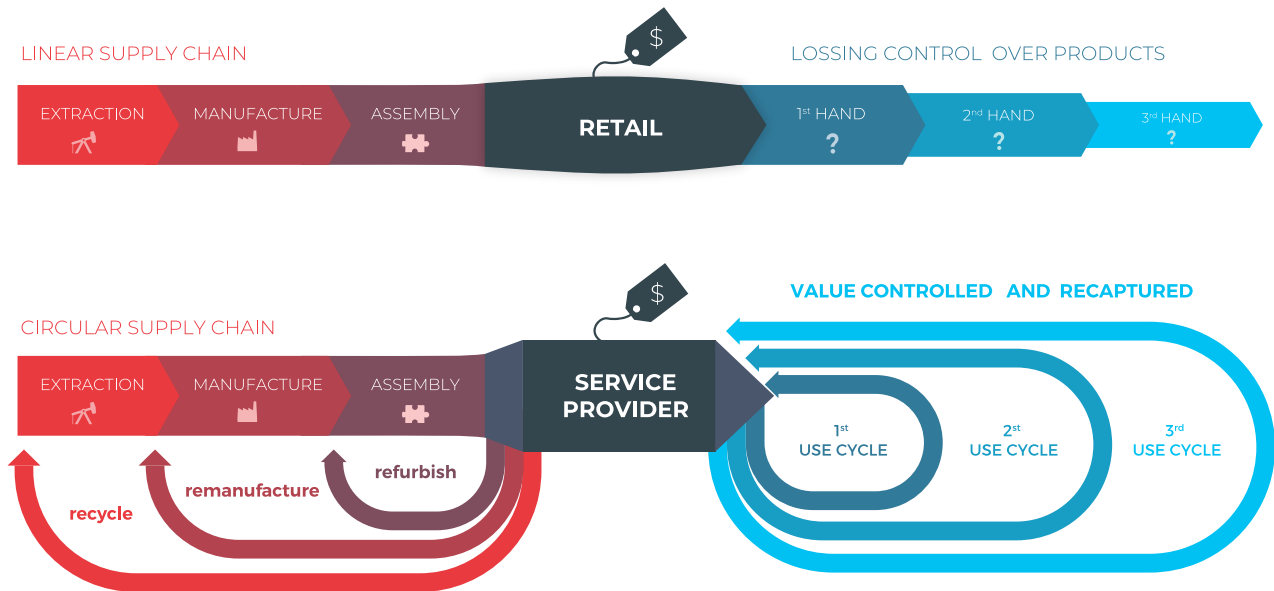 $
LINEAR SUPPLY CHAIN
LOSSING CONTROL OVER PRODUCTS
EXTRACTION
MANUFACTURE
ASSEMBLY
RETAIL
1st HAND
?
2nd HAND
?
3rd HAND
?
$
VALUE CONTROLLED AND RECAPTURED
CIRCULAR SUPPLY CHAIN
EXTRACTION
MANUFACTURE
ASSEMBLY
SERVICE
PROVIDER
1st
USE CYCLE
2st
USE CYCLE
3rd
USE CYCLE
refurbish
remanufacture
recycle